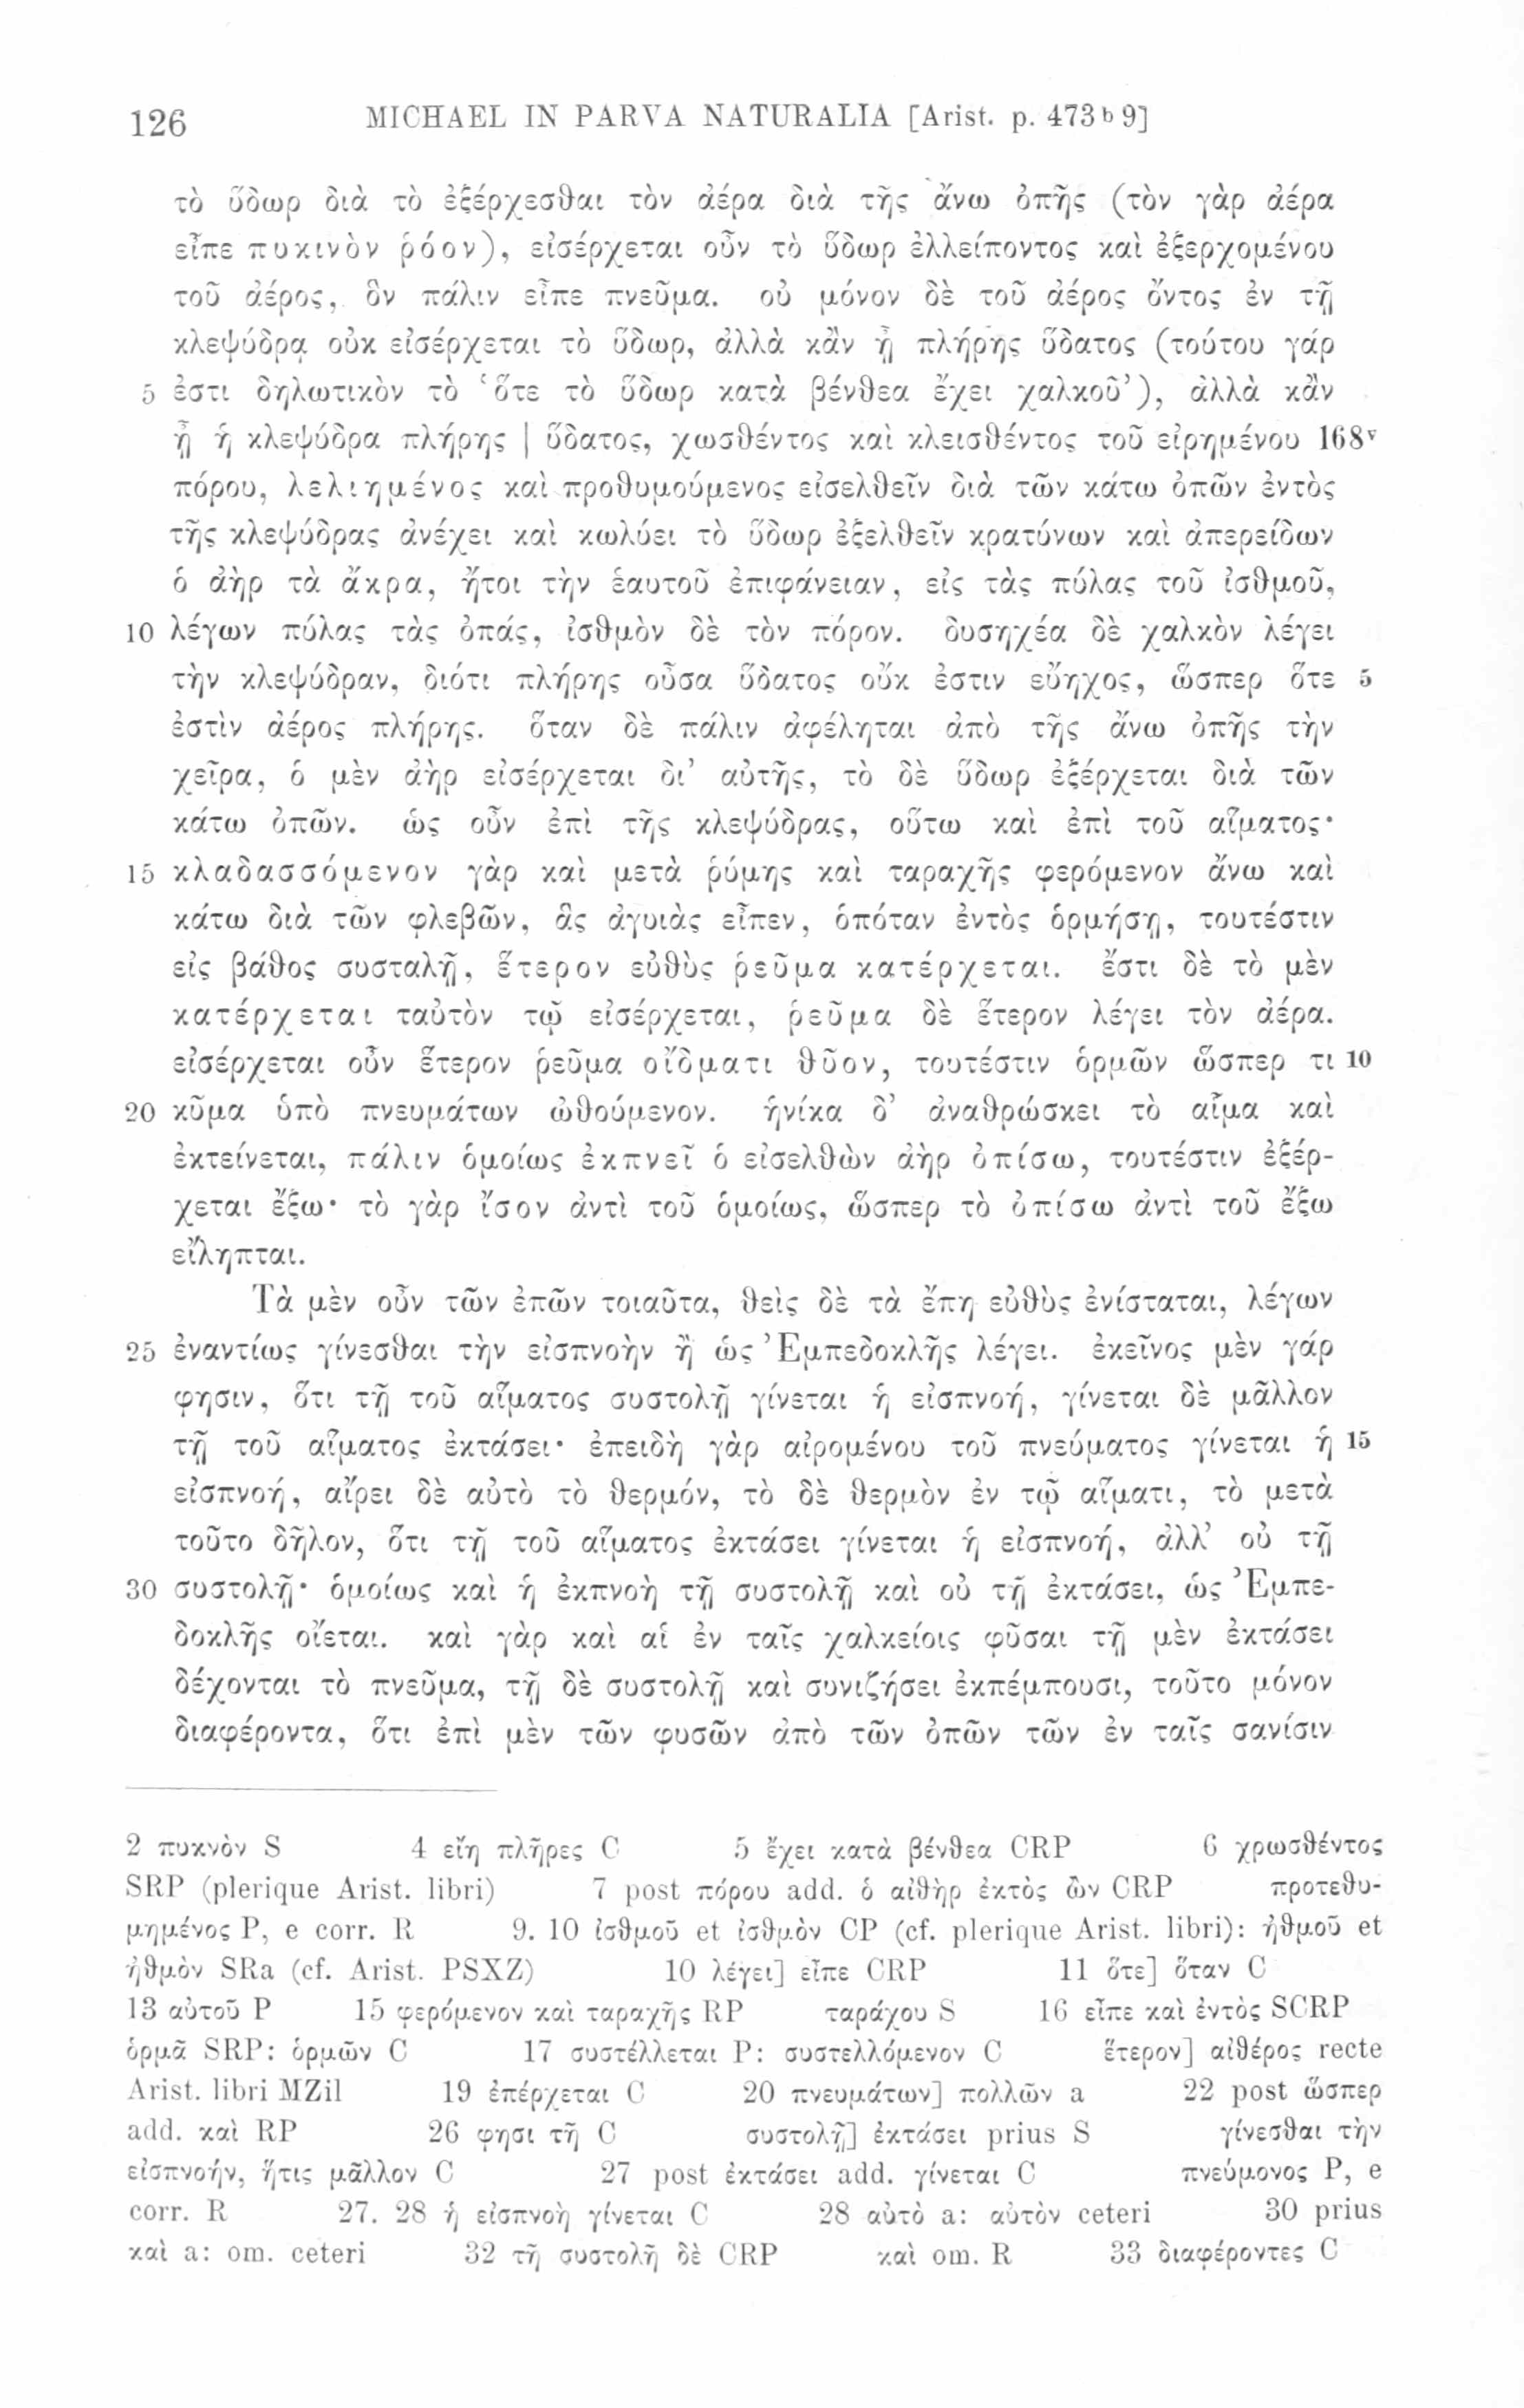 126 MICHAEL IN PARVA NATURALIA [Arist. p. 473ᵇ 9]
τὸ ὕδωρ διὰ τὸ ἐξέρχεσθαι τὸν ἀέρα διὰ τῆς ἄνω ὀπῆς (τὸν γὰρ ἀέρα
εἶπε πυκινὸν ῥόον), εἰσέρχεται οὖν τὸ ὕδωρ ἐλλείποντος καὶ ἐξερχομένου
τοῦ ἀέρος, ὃν πάλιν εἶπε πνεῦμα. οὐ μόνον δὲ τοῦ ἀέρος ὄντος ἐν τῇ
κλεψύδρᾳ οὐκ εἰσέρχεται τὸ ὕδωρ, ἀλλὰ κἂν ᾖ πλήρης ὕδατος (τούτου γάρ
5 ἐστι δηλωτικὸν τὸ ‘ὅτε τὸ ὕδωρ κατὰ βένθεα ἔχει χαλκοῦ’), ἀλλὰ κἂν
ᾖ ἡ κλεψύδρα πλήρης | ὕδατος, χωσθέντος καὶ κλεισθέντος τοῦ εἰρημένου 168ᵛ
πόρου, λελιημένος καὶ προθυμούμενος εἰσελθεῖν διὰ τῶν κάτω ὀπῶν ἐντὸς
τῆς κλεψύδρας ἀνέχει καὶ κωλύει τὸ ὕδωρ ἐξελθεῖν κρατύνων καὶ ἀπερείδων
ὁ ἀὴρ τὰ ἄκρα, ἤτοι τὴν ἑαυτοῦ ἐπιφάνειαν, εἰς τὰς πύλας τοῦ ἰσθμοῦ,
10 λέγων πύλας τὰς ὀπάς, ἰσθμὸν δὲ τὸν πόρον. δυσηχέα δὲ χαλκὸν λέγει
τὴν κλεψύδραν, διότι πλήρης οὖσα ὕδατος οὔκ ἐστιν εὔηχος, ὥσπερ ὅτε 5
ἐστὶν ἀέρος πλήρης. ὅταν δὲ πάλιν ἀφέληται ἀπὸ τῆς ἄνω ὀπῆς τὴν
χεῖρα, ὁ μὲν ἀὴρ εἰσέρχεται δι’ αὐτῆς, τὸ δὲ ὕδωρ ἐξέρχεται διὰ τῶν
κάτω ὀπῶν. ὡς οὖν ἐπὶ τῆς κλεψύδρας, οὕτω καὶ ἐπὶ τοῦ αἵματος·
15 κλαδασσόμενον γὰρ καὶ μετὰ ῥύμης καὶ ταραχῆς φερόμενον ἄνω καὶ
κάτω διὰ τῶν φλεβῶν, ἃς ἀγυιὰς εἶπεν, ὁπόταν ἐντὸς ὁρμήσῃ, τουτέστιν
εἰς βάθος συσταλῇ, ἕτερον εὐθὺς ῥεῦμα κατέρχεται. ἔστι δὲ τὸ μὲν
κατέρχεται ταὐτὸν τῷ εἰσέρχεται, ῥεῦμα δὲ ἕτερον λέγει τὸν ἀέρα.
εἰσέρχεται οὖν ἕτερον ῥεῦμα οἴδματι θῦον, τουτέστιν ὁρμῶν ὥσπερ τι 10
20 κῦμα ὑπὸ πνευμάτων ὠθούμενον. ἡνίκα δ’ ἀναθρώσκει τὸ αἷμα καὶ
ἐκτείνεται, πάλιν ὁμοίως ἐκπνεῖ ὁ εἰσελθὼν ἀὴρ ὀπίσω, τουτέστιν ἐξέρ-
χεται ἔξω· τὸ γὰρ ἴσον ἀντὶ τοῦ ὁμοίως, ὥσπερ τὸ ὀπίσω ἀντὶ τοῦ ἔξω
εἴληπται.
Τὰ μὲν οὖν τῶν ἐπῶν τοιαῦτα, θεὶς δὲ τὰ ἔπη εὐθὺς ἐνίσταται, λέγων
25 ἐναντίως γίνεσθαι τὴν εἰσπνοὴν ἢ ὡς Ἐμπεδοκλῆς λέγει. ἐκεῖνος μὲν γάρ
φησιν, ὅτι τῇ τοῦ αἵματος συστολῇ γίνεται ἡ εἰσπνοή, γίνεται δὲ μᾶλλον
τῇ τοῦ αἵματος ἐκτάσει· ἐπειδὴ γὰρ αἰρομένου τοῦ πνεύματος γίνεται ἡ 15
εἰσπνοή, αἴρει δὲ αὐτὸ τὸ θερμόν, τὸ δὲ θερμὸν ἐν τῷ αἵματι, τὸ μετὰ
τοῦτο δῆλον, ὅτι τῇ τοῦ αἵματος ἐκτάσει γίνεται ἡ εἰσπνοή, ἀλλ’ οὐ τῇ
30 συστολῇ· ὁμοίως καὶ ἡ ἐκπνοὴ τῇ συστολῇ καὶ οὐ τῇ ἐκτάσει, ὡς Ἐμπε-
δοκλῆς οἴεται. καὶ γὰρ καὶ αἱ ἐν ταῖς χαλκείοις φῦσαι τῇ μὲν ἐκτάσει
δέχονται τὸ πνεῦμα, τῇ δὲ συστολῇ καὶ συνιζήσει ἐκπέμπουσι, τοῦτο μόνον
διαφέροντα, ὅτι ἐπὶ μὲν τῶν φυσῶν ἀπὸ τῶν ὀπῶν τῶν ἐν ταῖς σανίσιν
2 πυκνὸν S 4 εἴη πλῆρες C 5 ἔχει κατὰ βένθεα CRP 6 χρωσθέντος
SRP (plerique Arist. libri) 7 post πόρου add. ὁ αἰθὴρ ἐκτὸς ὢν CRP προτεθυ-
μημένος P, e corr. R 9. 10 ἰσθμοῦ et ἰσθμὸν CP (cf. plerique Arist. libri): ἠθμοῦ et
ἠθμὸν SRa (cf. Arist. PSXZ) 10 λέγει] εἶπε CRP 11 ὅτε] ὅταν C
13 αὐτοῦ P 15 φερόμενον καὶ ταραχῆς RP ταράχου S 16 εἶπε καὶ ἐντὸς SCRP
ὁρμᾶ SRP: ὁρμῶν C 17 συστέλλεται P: συστελλόμενον C ἕτερον] αἰθέρος recte
Arist. libri MZil 19 ἐπέρχεται C 20 πνευμάτων] πολλῶν a 22 post ὥσπερ
add. καὶ RP 26 φησι τῇ C συστολῇ] ἐκτάσει prius S γίνεσθαι τὴν
εἰσπνοήν, ἥτις μᾶλλον C 27 post ἐκτάσει add. γίνεται C πνεύμονος P, e
corr. R 27. 28 ἡ εἰσπνοὴ γίνεται C 28 αὐτὸ a: αὐτὸν ceteri 30 prius
καὶ a: om. ceteri 32 τῇ συστολῇ δὲ CRP καὶ om. R 33 διαφέροντες C